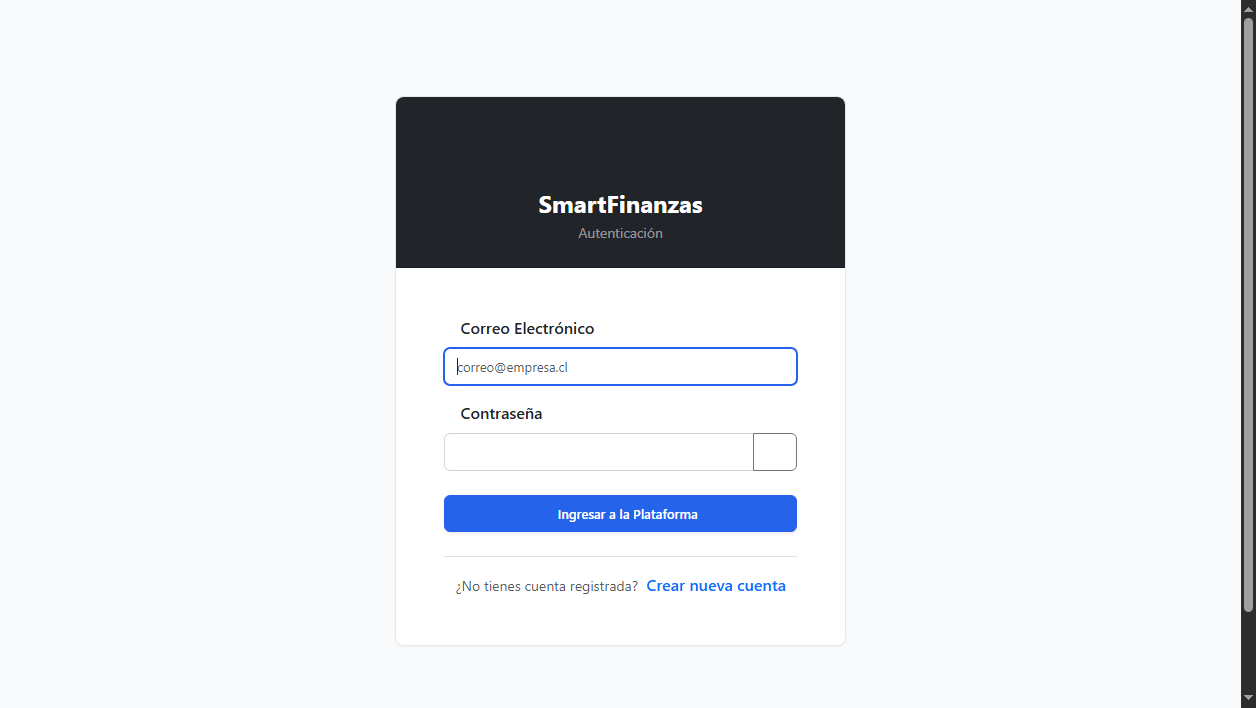 SmartFinanzas
Autenticación
Correo Electrónico
correo@empresa.cl
Contraseña
Ingresar a la Plataforma
¿No tienes cuenta registrada? Crear nueva cuenta